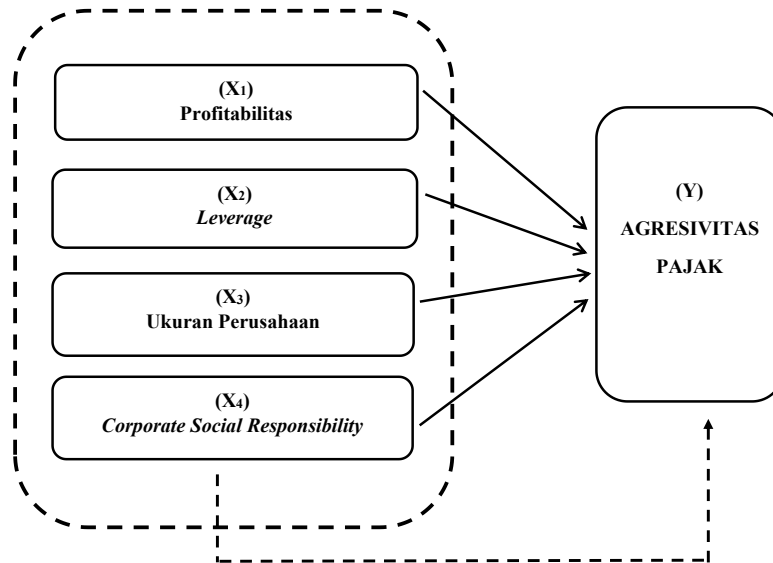 (X₁)
Profitabilitas
(X₂)
Leverage
(X₃)
Ukuran Perusahaan
(X₄)
Corporate Social Responsibility
(Y)
AGRESIVITAS
PAJAK